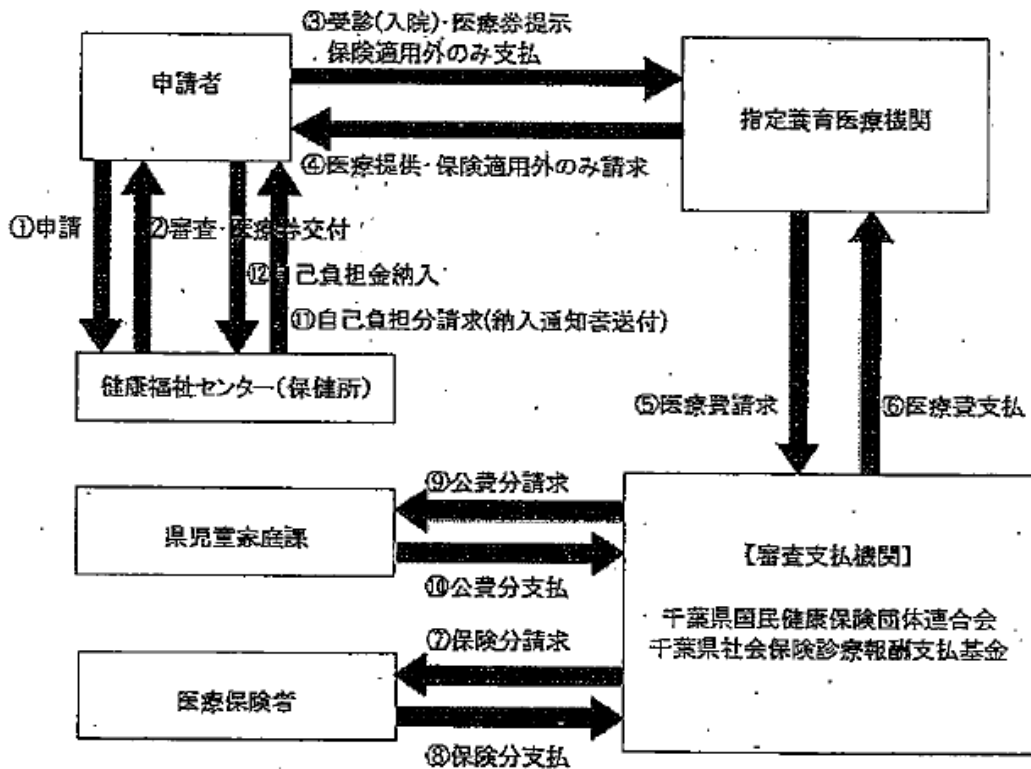 ③受診(入院)・医療券提示
保険適用外のみ支払
申請者
指定養育医療機関
④医療提供・保険適用外のみ請求
①申請
②審査・医療券交付
⑫自己負担金納入
⑪自己負担分請求(納入通知書送付)
健康福祉センター(保健所)
⑤医療費請求
⑥医療費支払
⑨公費分請求
県児童家庭課
⑩公費分支払
【審査支払機関】
千葉県国民健康保険団体連合会
千葉県社会保険診療報酬支払基金
⑦保険分請求
医療保険者
⑧保険分支払